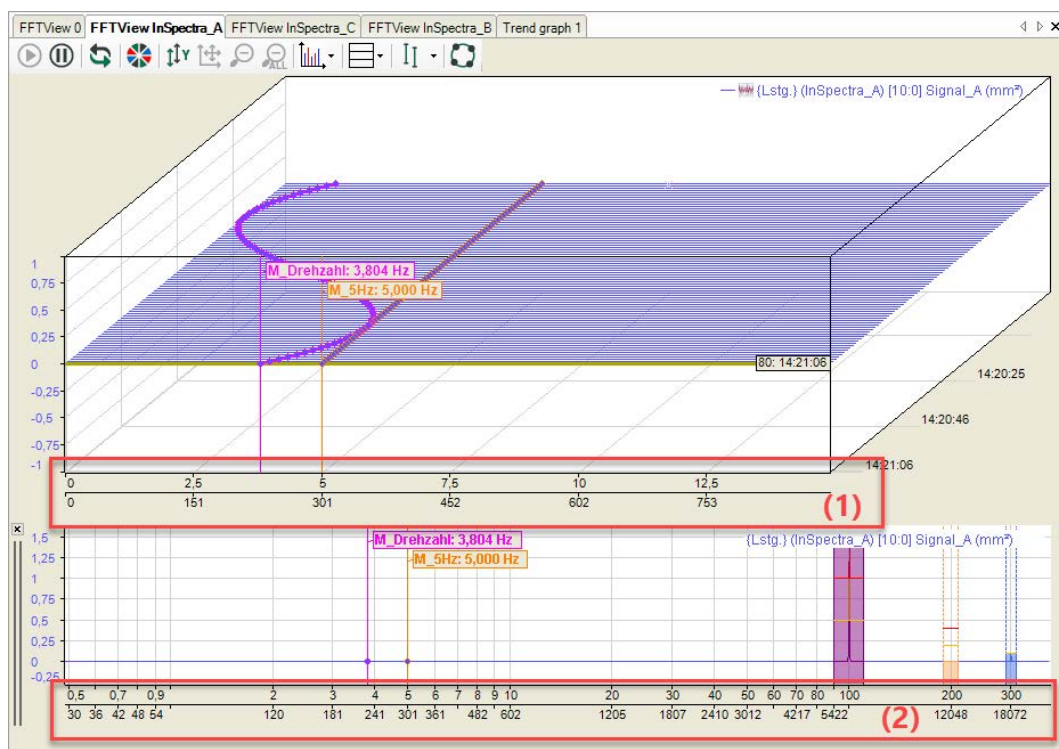 FFTView 0 FFTView InSpectra_A FFTView InSpectra_C FFTView InSpectra_B Trend graph 1
Y ALL
{Lstg.} (InSpectra_A) [10:0] Signal_A (mm²)
1
M_Drehzahl: 3,804 Hz
0,75
M_5Hz: 5,000 Hz
0,5
0,25
0
80: 14:21:06
14:20:25
-0,25
-0,5
14:20:46
-0,75
-1
14:21:06
0 2,5 5 7,5 10 12,5
0 151 301 452 602 753
(1)
1,5
M_Drehzahl: 3,804 Hz
{Lstg.} (InSpectra_A) [10:0] Signal_A (mm²)
1,25
M_5Hz: 5,000 Hz
1
0,75
0,5
0,25
0
-0,25
0,5 0,7 0,9 2 3 4 5 6 7 8 9 10 20 30 40 50 60 70 80 100 200 300
30 36 42 48 54 120 181 241 301 361 482 602 1205 1807 2410 3012 4217 5422 12048 18072
(2)